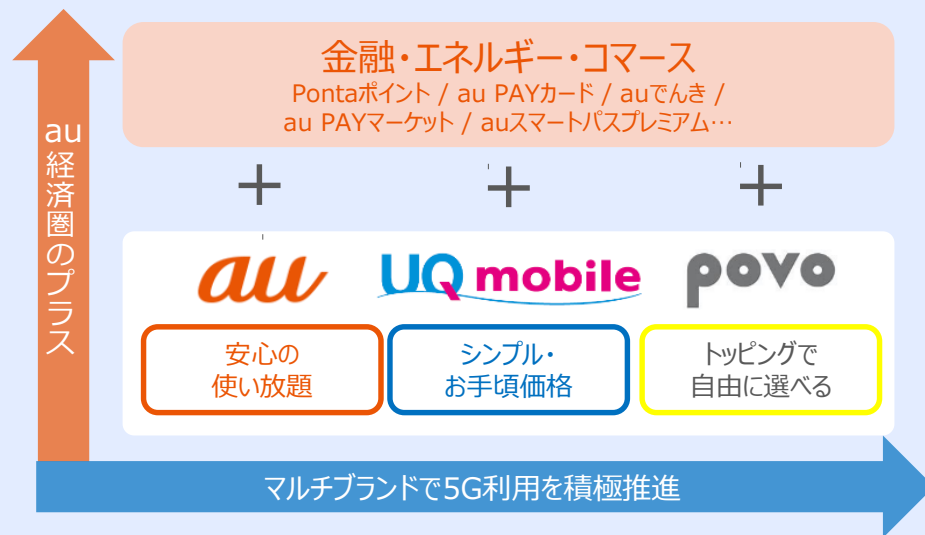 金融・エネルギー・コマース
Pontaポイント / au PAYカード / auでんき /
au PAYマーケット / auスマートパスプレミアム…
au経済圏のプラス
+ + +
au UQ mobile povo
安心の
使い放題
シンプル・
お手頃価格
トッピングで
自由に選べる
マルチブランドで5G利用を積極推進